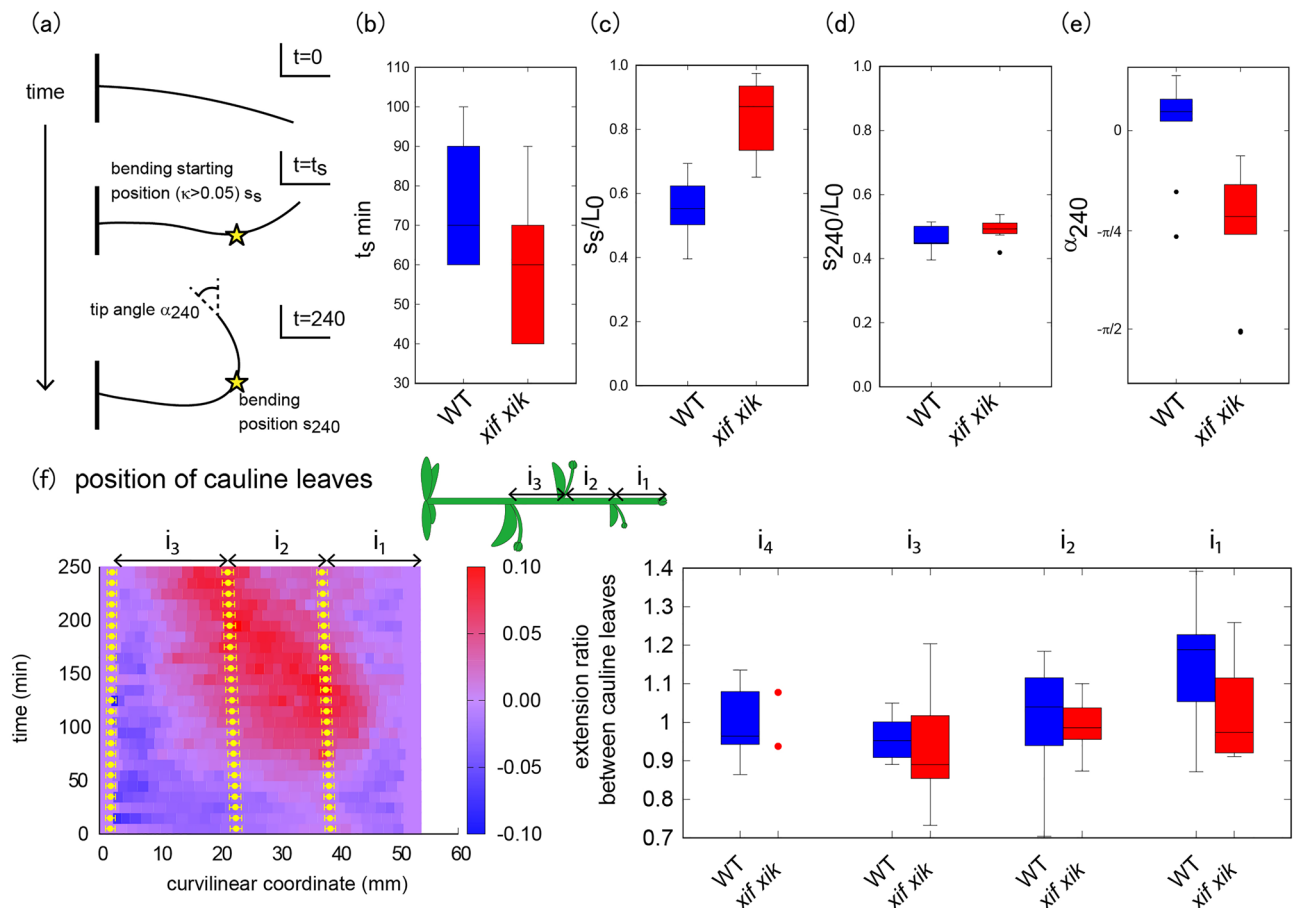 (a)
time
t=0
bending starting
position (κ>0.05) sₛ
t=tₛ
tip angle α₂₄₀
t=240
bending
position s₂₄₀
(b)
tₛ min
110
100
90
80
70
60
50
40
30
WT
xif xik
(c)
sₛ/L₀
1.0
0.8
0.6
0.4
0.2
0.0
WT
xif xik
(d)
s₂₄₀/L₀
1.0
0.8
0.6
0.4
0.2
0.0
WT
xif xik
(e)
α₂₄₀
0
-π/4
-π/2
WT
xif xik
(f) position of cauline leaves
i₃ i₂ i₁
i₃ i₂ i₁
time (min)
250
200
150
100
50
0
0 10 20 30 40 50 60
curvilinear coordinate (mm)
0.10
0.05
0.00
-0.05
-0.10
i₄ i₃ i₂ i₁
extension ratio
between cauline leaves
1.4
1.3
1.2
1.1
1
0.9
0.8
0.7
WT xif xik WT xif xik WT xif xik WT xif xik